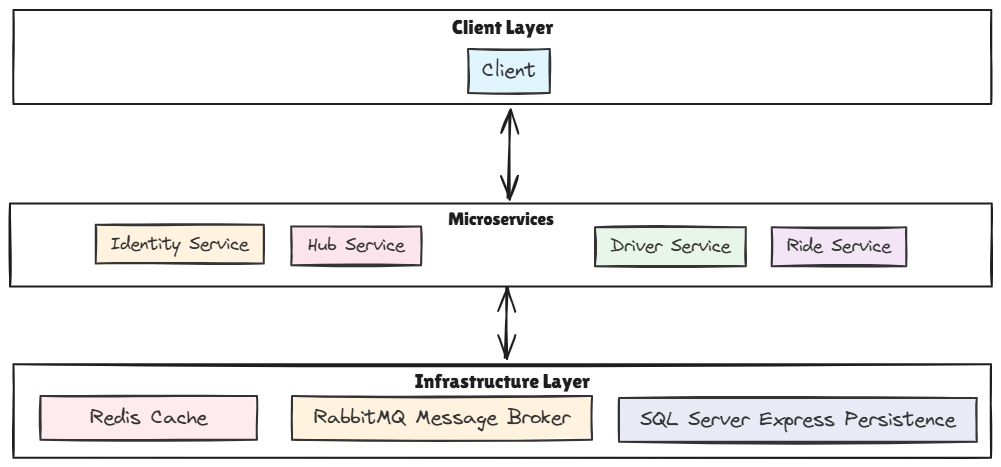 Client Layer
Client
Microservices
Identity Service
Hub Service
Driver Service
Ride Service
Infrastructure Layer
Redis Cache
RabbitMQ Message Broker
SQL Server Express Persistence